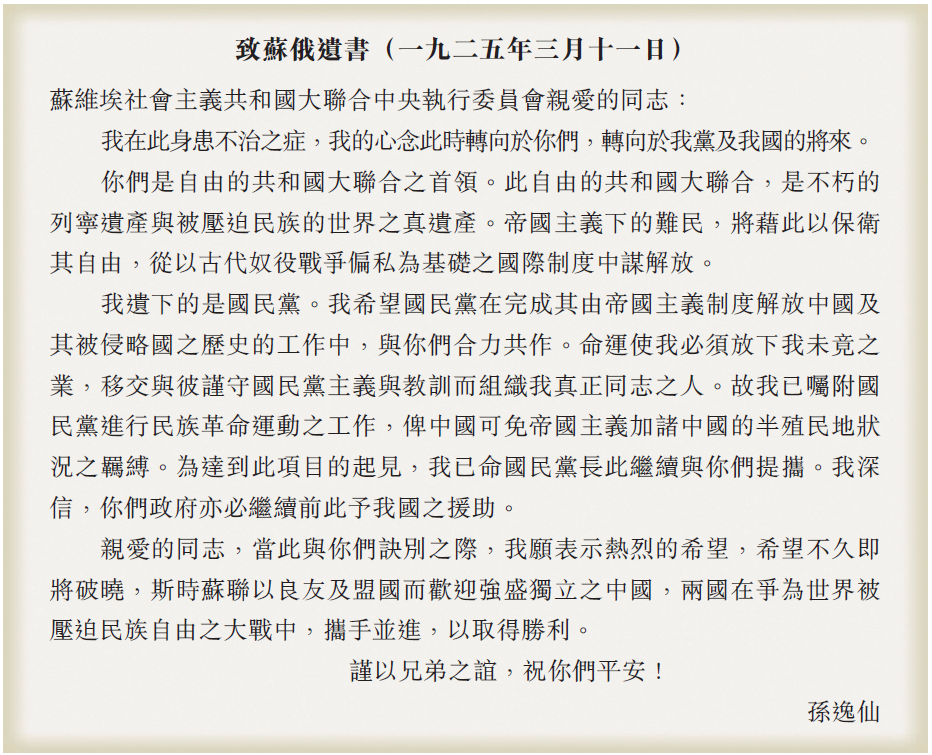 致蘇俄遺書（一九二五年三月十一日）
蘇維埃社會主義共和國大聯合中央執行委員會親愛的同志：
我在此身患不治之症，我的心念此時轉向於你們，轉向於我黨及我國的將來。
你們是自由的共和國大聯合之首領。此自由的共和國大聯合，是不朽的
列寧遺產與被壓迫民族的世界之真遺產。帝國主義下的難民，將藉此以保衛
其自由，從以古代奴役戰爭偏私為基礎之國際制度中謀解放。
我遺下的是國民黨。我希望國民黨在完成其由帝國主義制度解放中國及
其被侵略國之歷史的工作中，與你們合力共作。命運使我必須放下我未竟之
業，移交與彼謹守國民黨主義與教訓而組織我真正同志之人。故我已囑附國
民黨進行民族革命運動之工作，俾中國可免帝國主義加諸中國的半殖民地狀
況之羈縛。為達到此項目的起見，我已命國民黨長此繼續與你們提攜。我深
信，你們政府亦必繼續前此予我國之援助。
親愛的同志，當此與你們訣別之際，我願表示熱烈的希望，希望不久即
將破曉，斯時蘇聯以良友及盟國而歡迎強盛獨立之中國，兩國在爭為世界被
壓迫民族自由之大戰中，攜手並進，以取得勝利。
謹以兄弟之誼，祝你們平安！
孫逸仙